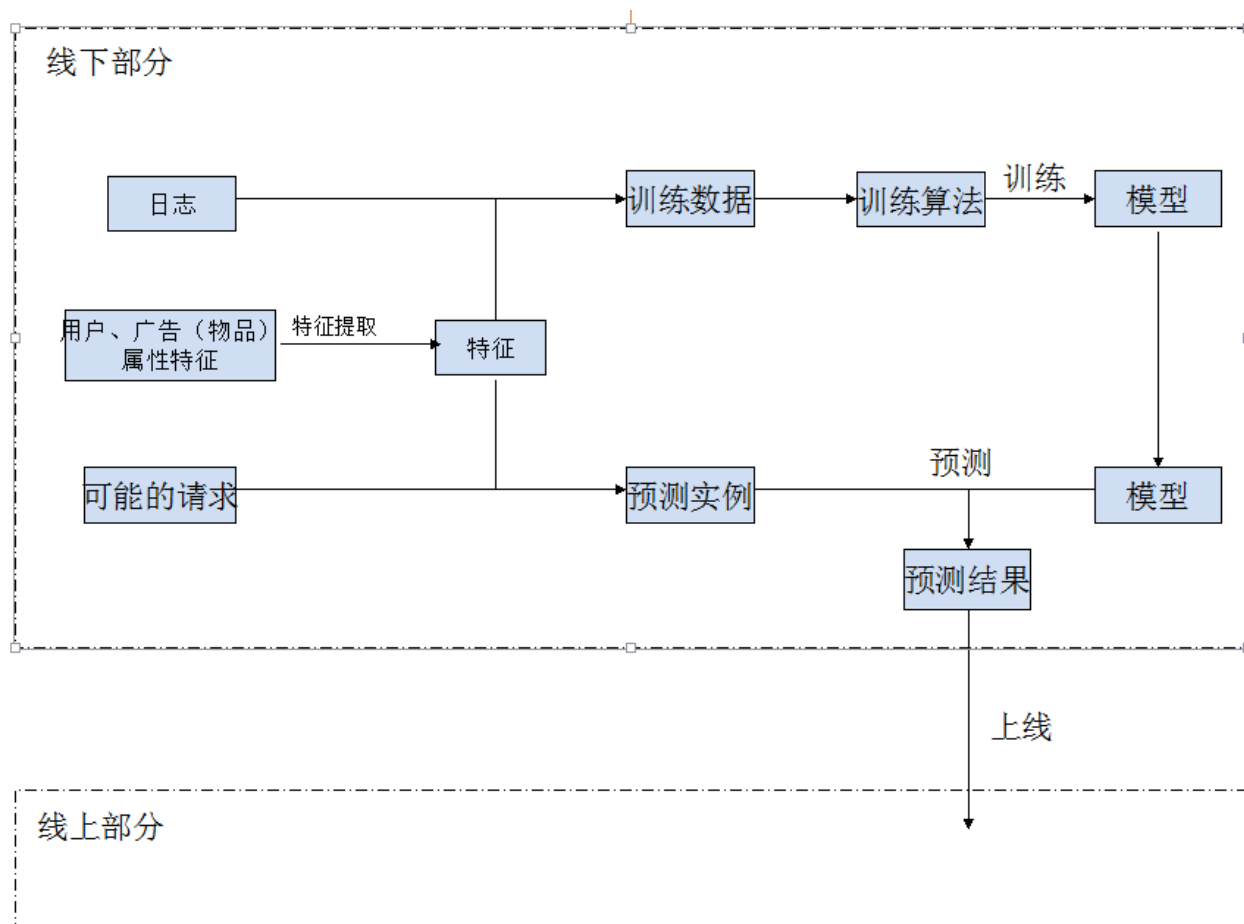 线下部分
日志
训练数据
训练算法
训练
模型
用户、广告（物品）
属性特征
特征提取
特征
可能的请求
预测实例
预测
模型
预测结果
上线
线上部分